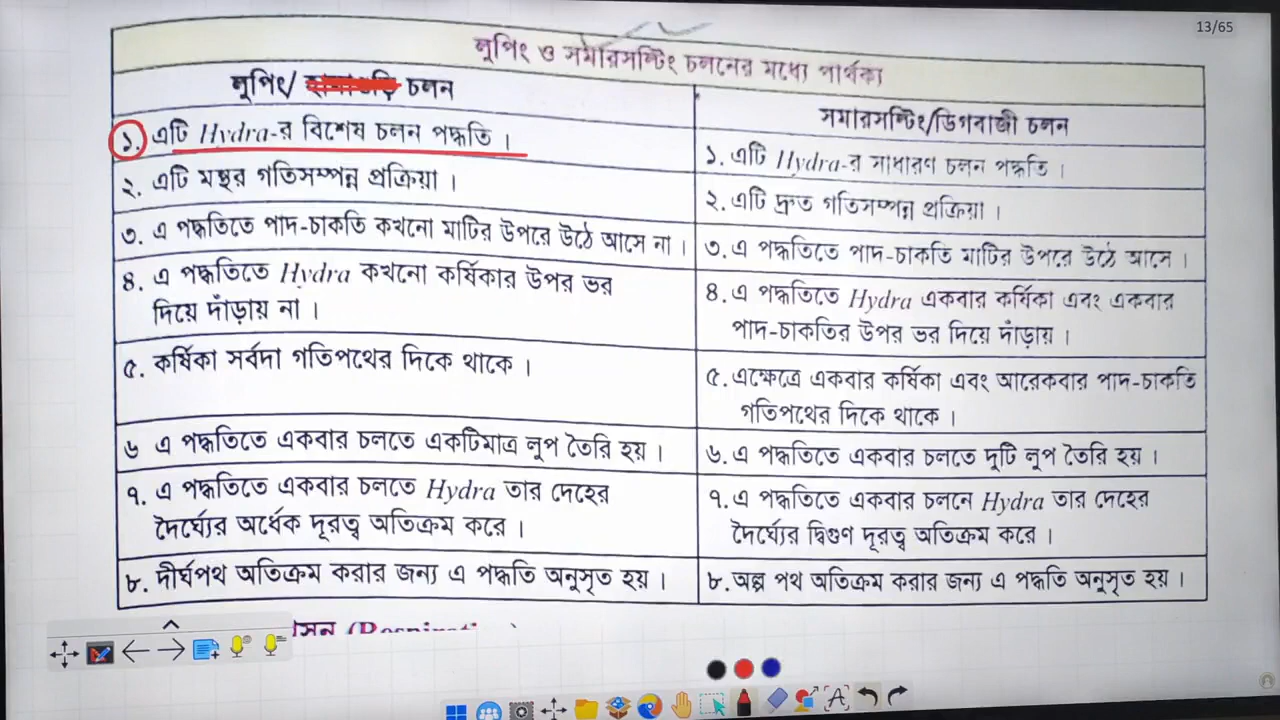 13/65
লুপিং ও সমারসল্টিং চলনের মধ্যে পার্থক্য
লুপিং/ চলন
সমারসল্টিং/ডিগবাজী চলন
১. এটি Hydra-র বিশেষ চলন পদ্ধতি।
১. এটি Hydra-র সাধারণ চলন পদ্ধতি।
২. এটি মন্থর গতিসম্পন্ন প্রক্রিয়া।
২. এটি দ্রুত গতিসম্পন্ন প্রক্রিয়া।
৩. এ পদ্ধতিতে পাদ-চাকতি কখনো মাটির উপরে উঠে আসে না।
৩. এ পদ্ধতিতে পাদ-চাকতি মাটির উপরে উঠে আসে।
৪. এ পদ্ধতিতে Hydra কখনো কর্ষিকার উপর ভর
দিয়ে দাঁড়ায় না।
৪. এ পদ্ধতিতে Hydra একবার কর্ষিকা এবং একবার
পাদ-চাকতির উপর ভর দিয়ে দাঁড়ায়।
৫. কর্ষিকা সর্বদা গতিপথের দিকে থাকে।
৫. এক্ষেত্রে একবার কর্ষিকা এবং আরেকবার পাদ-চাকতি
গতিপথের দিকে থাকে।
৬ এ পদ্ধতিতে একবার চলতে একটিমাত্র লুপ তৈরি হয়।
৬. এ পদ্ধতিতে একবার চলতে দুটি লুপ তৈরি হয়।
৭. এ পদ্ধতিতে একবার চলতে Hydra তার দেহের
দৈর্ঘ্যের অর্ধেক দূরত্ব অতিক্রম করে।
৭. এ পদ্ধতিতে একবার চলনে Hydra তার দেহের
দৈর্ঘ্যের দ্বিগুণ দূরত্ব অতিক্রম করে।
৮. দীর্ঘপথ অতিক্রম করার জন্য এ পদ্ধতি অনুসৃত হয়।
৮. অল্প পথ অতিক্রম করার জন্য এ পদ্ধতি অনুসৃত হয়।